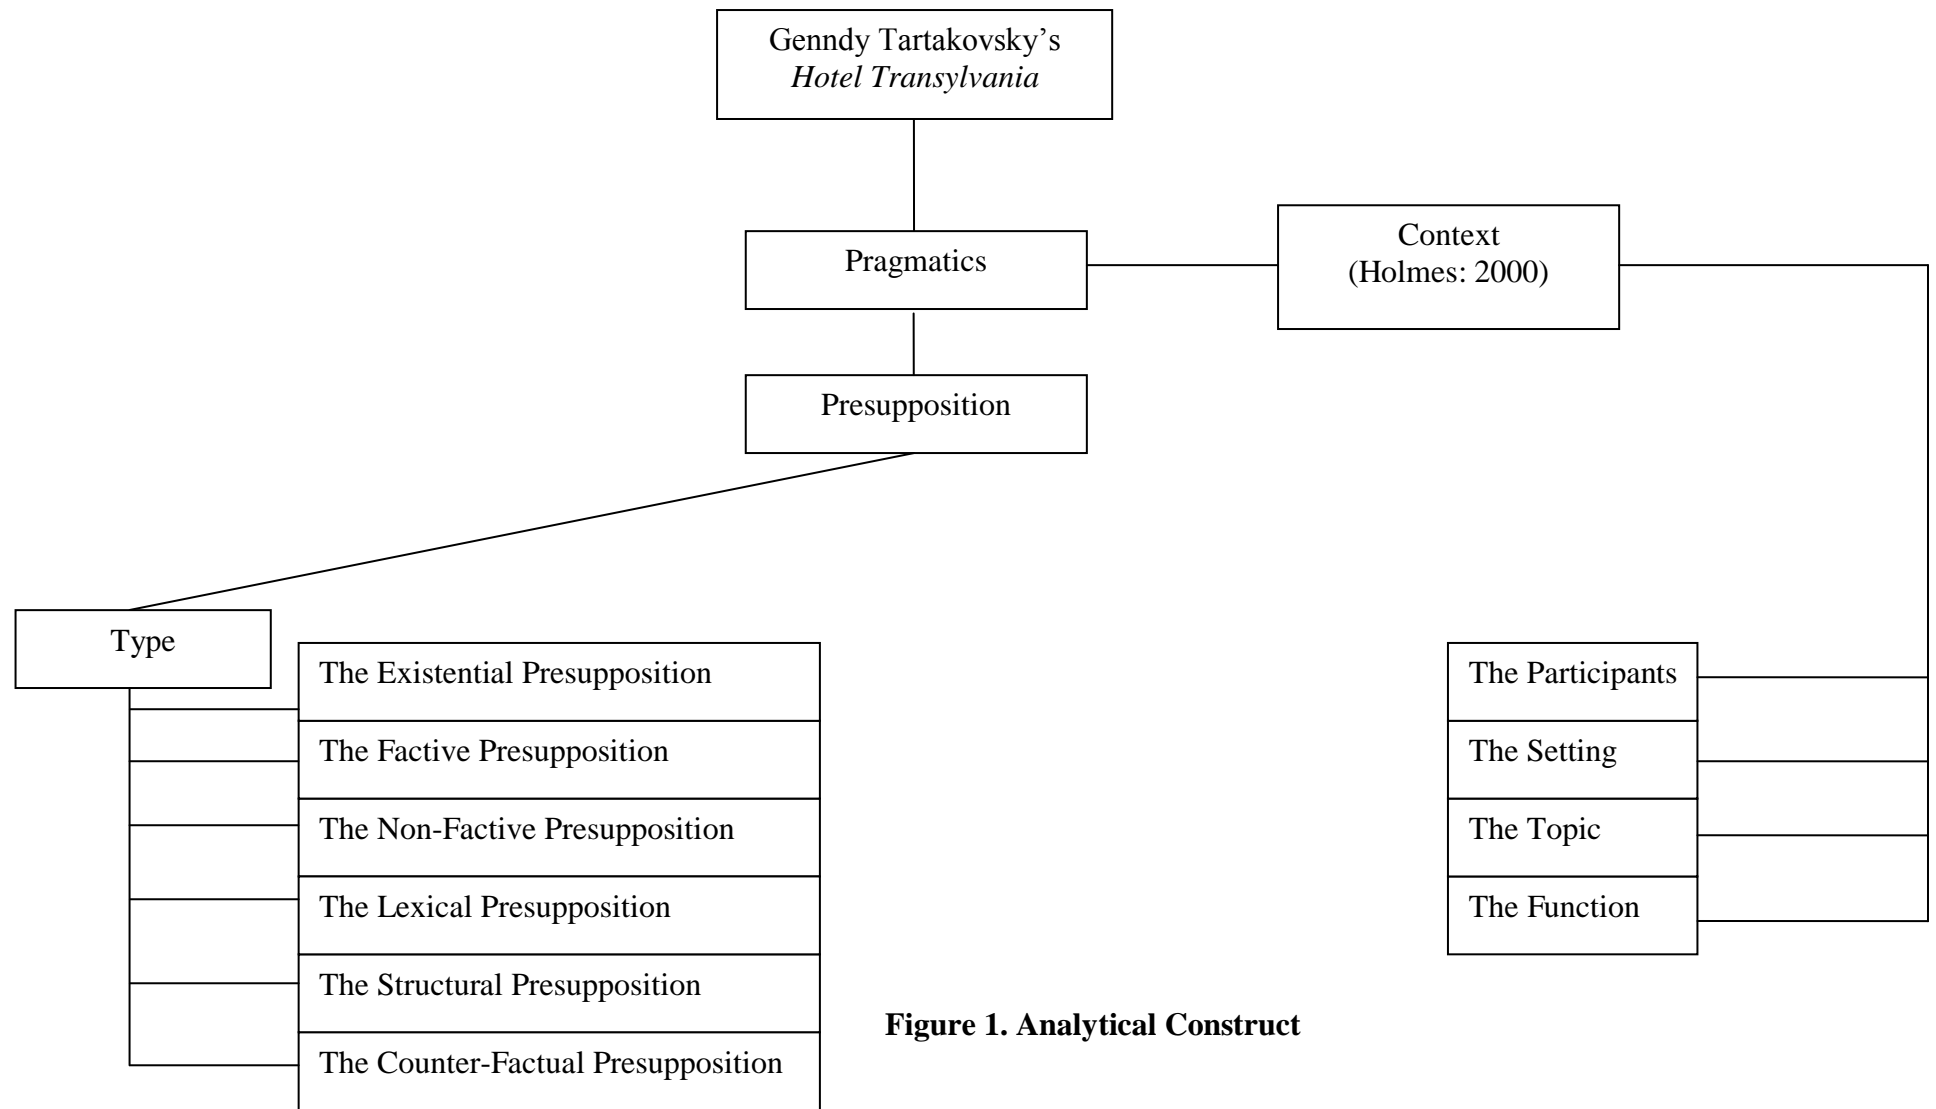 Genndy Tartakovsky’s
Hotel Transylvania
Pragmatics
Context
(Holmes: 2000)
Presupposition
Type
The Existential Presupposition
The Factive Presupposition
The Non-Factive Presupposition
The Lexical Presupposition
The Structural Presupposition
The Counter-Factual Presupposition
The Participants
The Setting
The Topic
The Function
Figure 1. Analytical Construct